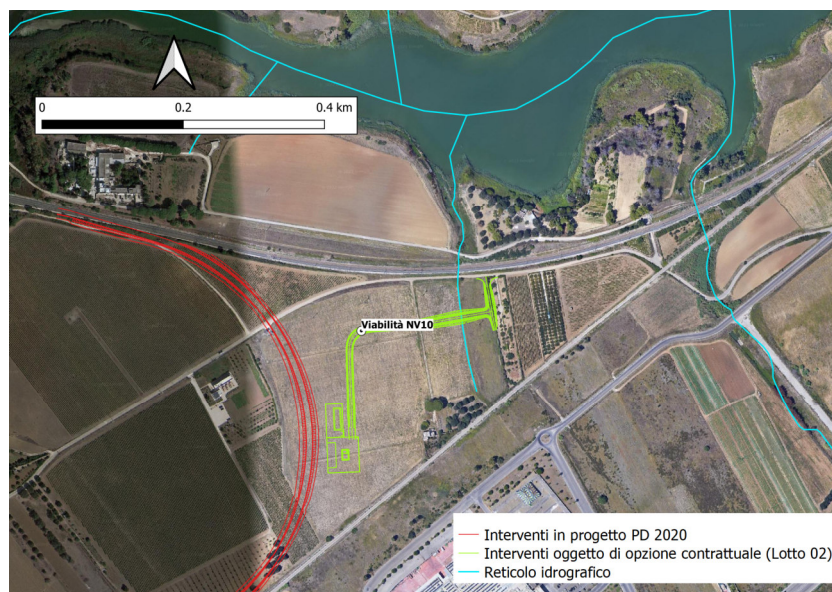 0 0.2 0.4 km
Viabilità NV10
Interventi in progetto PD 2020
Interventi oggetto di opzione contrattuale (Lotto 02)
Reticolo idrografico